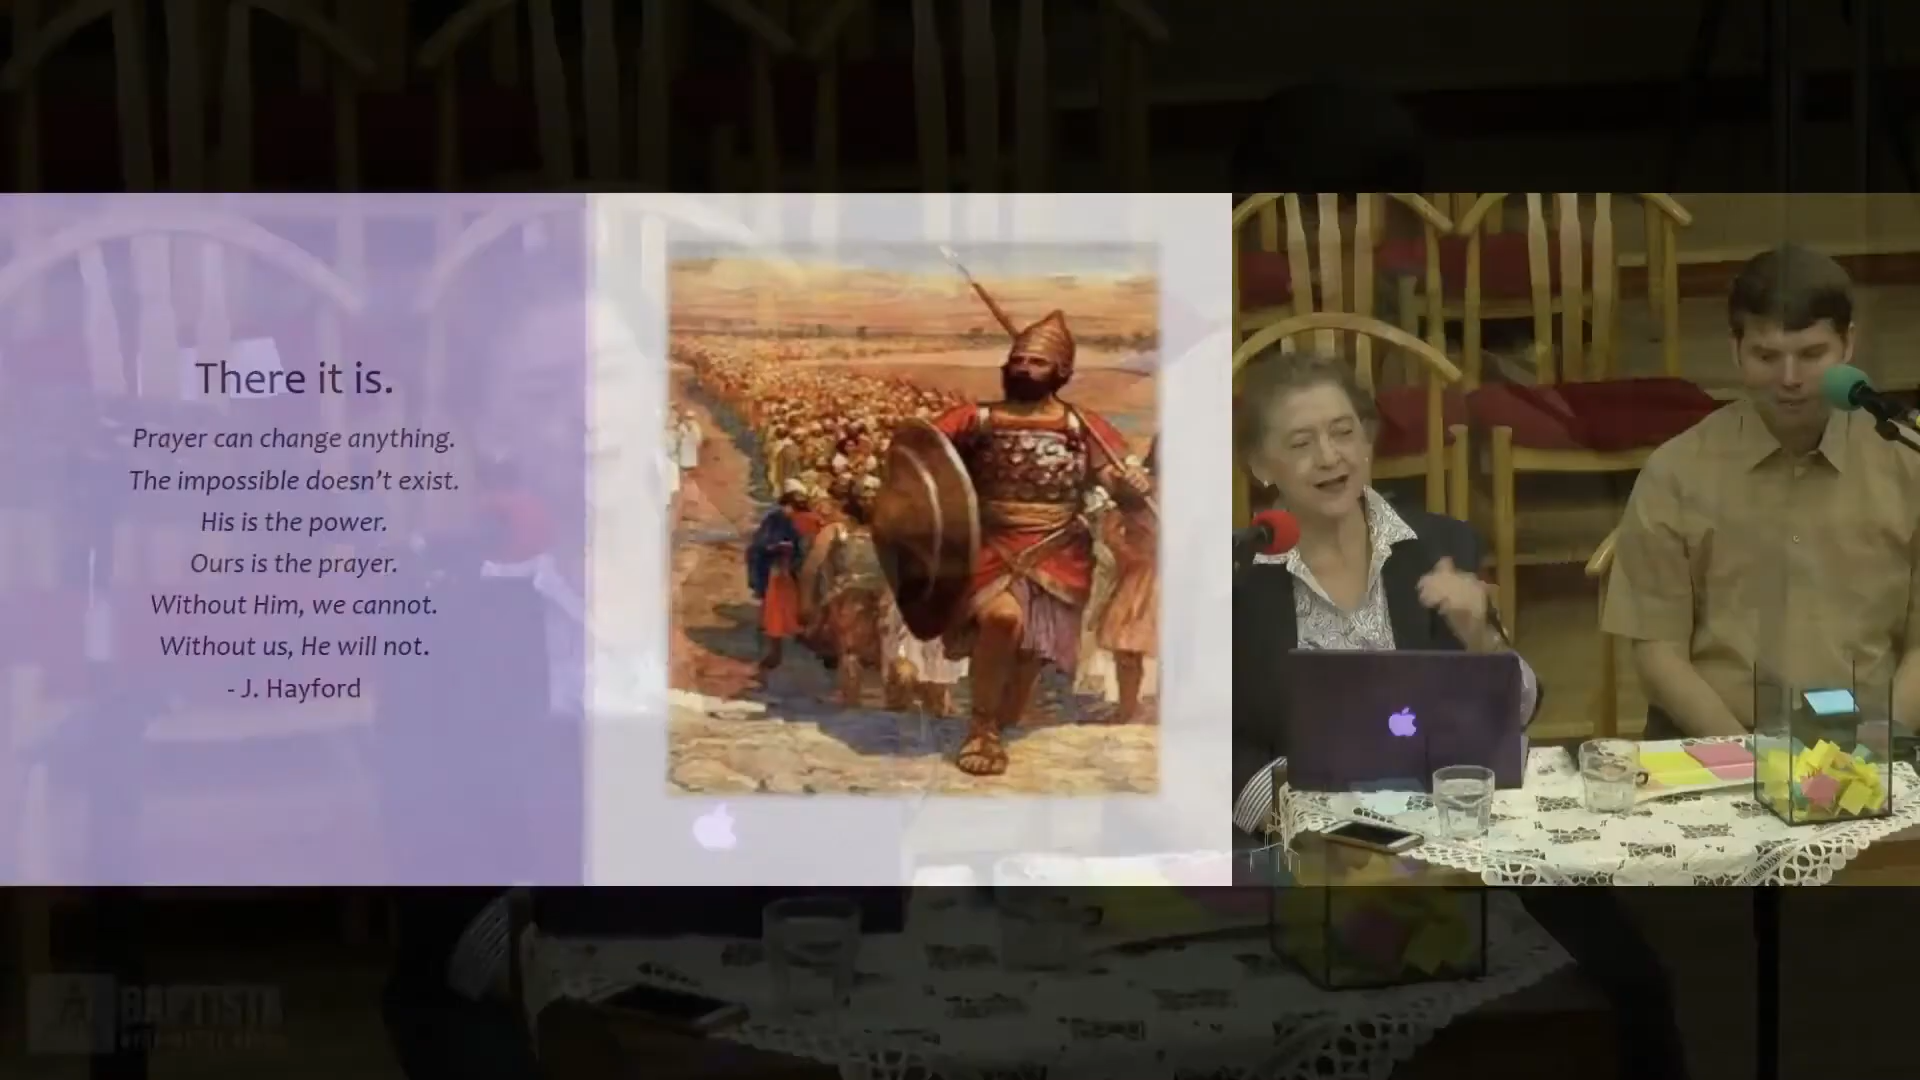 There it is.
Prayer can change anything.
The impossible doesn't exist.
His is the power.
Ours is the prayer.
Without Him, we cannot.
Without us, He will not.
- J. Hayford
BAPTISTA